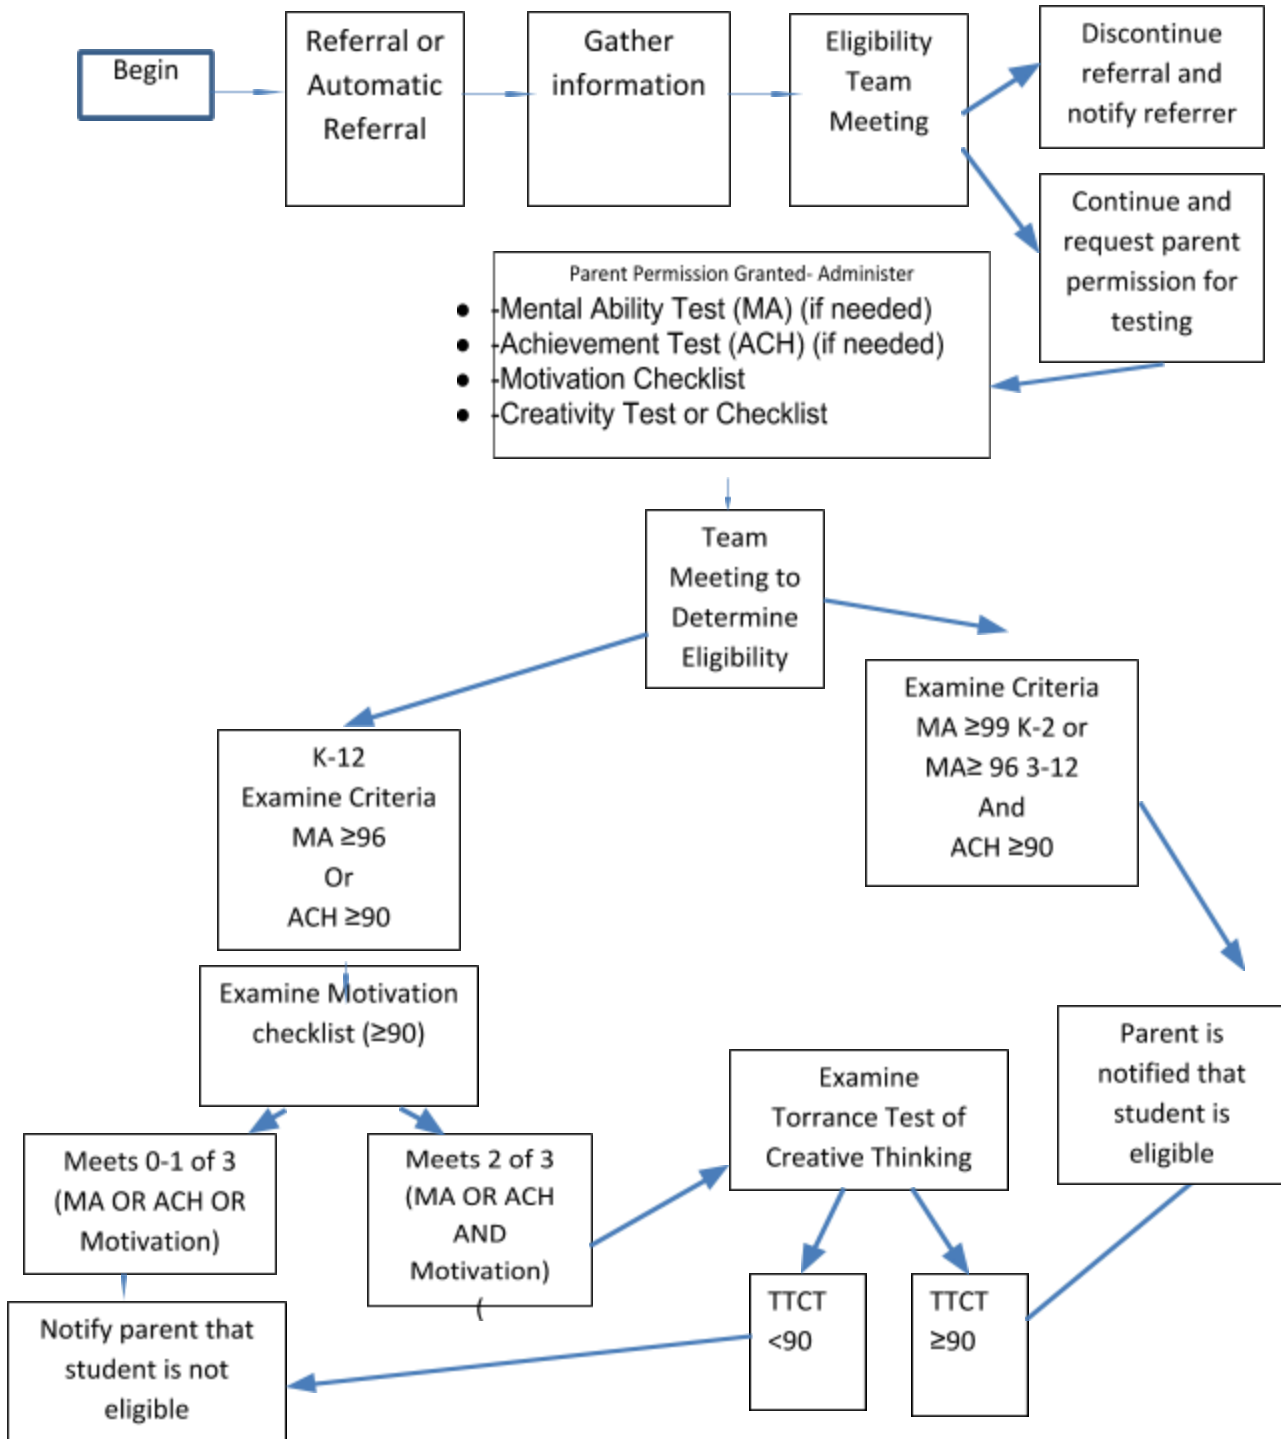 Begin
Referral or
Automatic
Referral
Gather
information
Eligibility
Team
Meeting
Discontinue
referral and
notify referrer
Continue and
request parent
permission for
testing
Parent Permission Granted- Administer
● -Mental Ability Test (MA) (if needed)
● -Achievement Test (ACH) (if needed)
● -Motivation Checklist
● -Creativity Test or Checklist
Team
Meeting to
Determine
Eligibility
K-12
Examine Criteria
MA ≥96
Or
ACH ≥90
Examine Criteria
MA ≥99 K-2 or
MA≥ 96 3-12
And
ACH ≥90
Examine Motivation
checklist (≥90)
Meets 0-1 of 3
(MA OR ACH OR
Motivation)
Meets 2 of 3
(MA OR ACH
AND
Motivation)
(
Examine
Torrance Test of
Creative Thinking
Parent is
notified that
student is
eligible
TTCT
<90
TTCT
≥90
Notify parent that
student is not
eligible